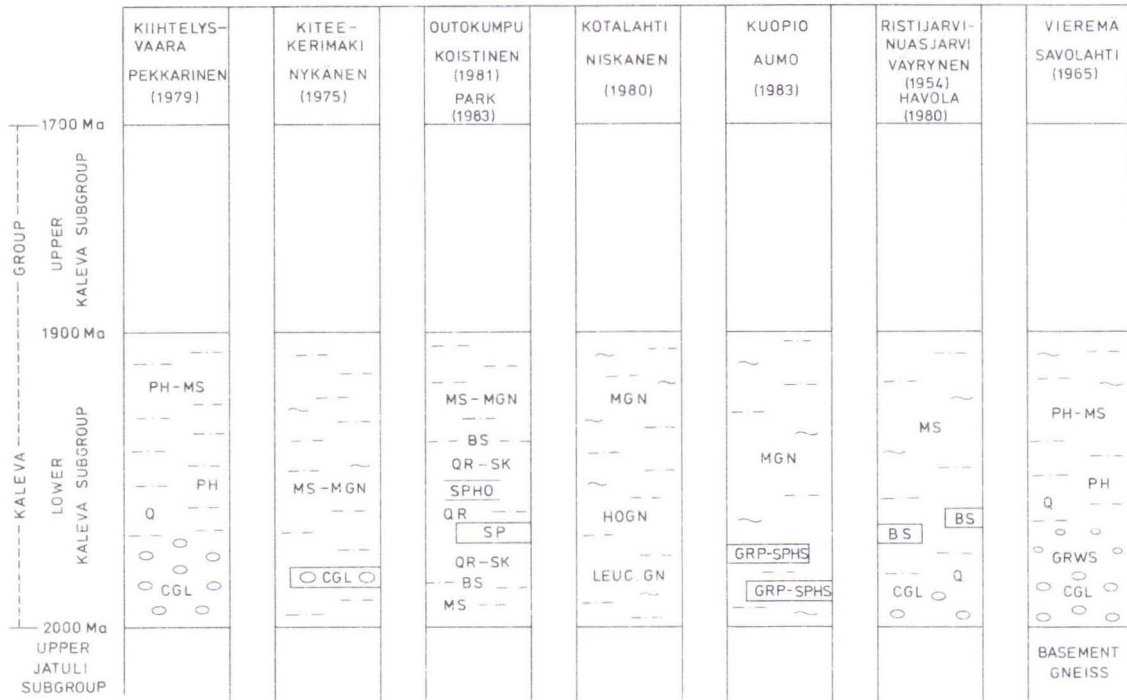 KIIHTELYS-
VAARA
PEKKARINEN
(1979)
KITEE-
KERIMAKI
NYKÄNEN
(1975)
OUTOKUMPU
KOISTINEN
(1981)
PARK
(1983)
KOTALAHTI
NISKANEN
(1980)
KUOPIO
AUMO
(1983)
RISTIJARVI-
NUASJARVI
VAYRYNEN
(1954)
HAVOLA
(1980)
VIEREMÄ
SAVOLAHTI
(1965)
1700 Ma
1900 Ma
2000 Ma
KALEVA GROUP
UPPER
KALEVA SUBGROUP
LOWER
KALEVA SUBGROUP
UPPER
JATULI
SUBGROUP
PH-MS
PH
Q
CGL
MS-MGN
CGL
MS-MGN
BS
QR-SK
SPHO
QR
SP
QR-SK
BS
MS
MGN
HOGN
LEUC. GN
MGN
GRP-SPHS
GRP-SPHS
MS
BS
BS
Q
CGL
PH-MS
PH
Q
GRWS
CGL
BASEMENT
GNEISS